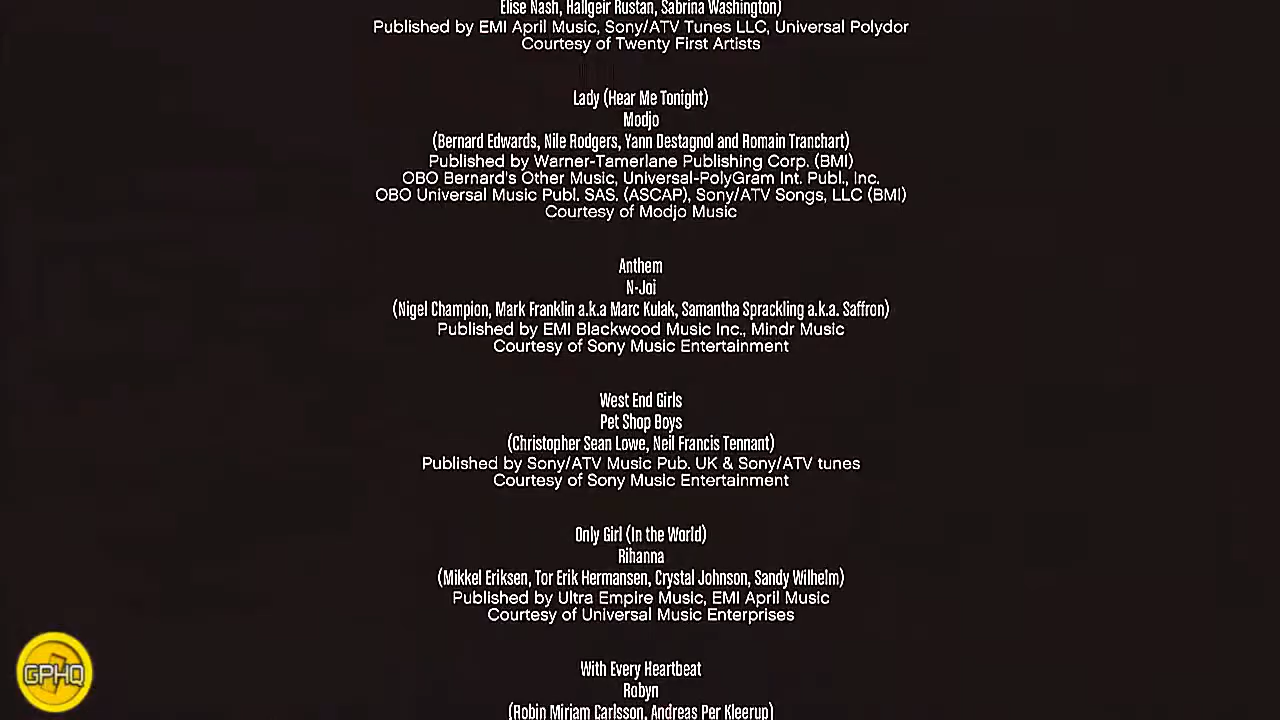 Elise Nash, Hallgeir Rustan, Sabrina Washington)
Published by EMI April Music, Sony/ATV Tunes LLC, Universal Polydor
Courtesy of Twenty First Artists
Lady (Hear Me Tonight)
Modjo
(Bernard Edwards, Nile Rodgers, Yann Destagnol and Romain Tranchart)
Published by Warner-Tamerlane Publishing Corp. (BMI)
OBO Bernard's Other Music, Universal-PolyGram Int. Publ., Inc.
OBO Universal Music Publ. SAS, (ASCAP), Sony/ATV Songs, LLC (BMI)
Courtesy of Modjo Music
Anthem
N-Joi
(Nigel Champion, Mark Franklin a.k.a Marc Kulak, Samantha Sprackling a.k.a. Saffron)
Published by EMI Blackwood Music Inc., Mindr Music
Courtesy of Sony Music Entertainment
West End Girls
Pet Shop Boys
(Christopher Sean Lowe, Neil Francis Tennant)
Published by Sony/ATV Music Pub. UK & Sony/ATV tunes
Courtesy of Sony Music Entertainment
Only Girl (In the World)
Rihanna
(Mikkel Eriksen, Tor Erik Hermansen, Crystal Johnson, Sandy Wilhelm)
Published by Ultra Empire Music, EMI April Music
Courtesy of Universal Music Enterprises
With Every Heartbeat
Robyn
(Robin Miriam Carlsson, Andreas Per Kleerup)
GPHQ